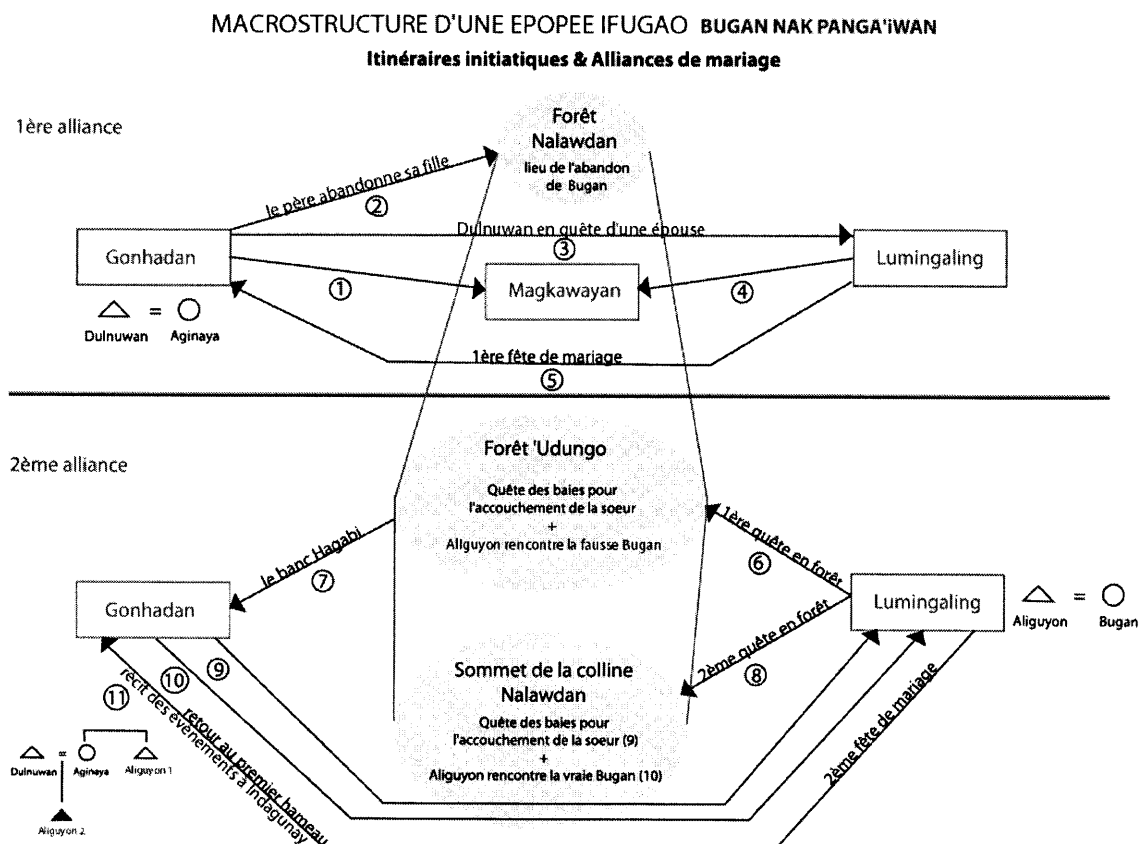 MACROSTRUCTURE D'UNE EPOPEE IFUGAO BUGAN NAK PANGA'iWAN
Itinéraires initiatiques & Alliances de mariage
1ère alliance
Forêt
Nalawdan
lieu de l'abandon
de Bugan
le père abandonne sa fille
②
Dulnuwan en quête d'une épouse
③
Gonhadan
Lumingaling
①
Magkawayan
④
=
Dulnuwan Aginaya
1ère fête de mariage
⑤
2ème alliance
Forêt 'Udungo
Quête des baies pour
l'accouchement de la soeur
+
Aliguyon rencontre la fausse Bugan
1ère quête en forêt
⑥
le banc Hagabi
⑦
Gonhadan
Lumingaling
=
Aliguyon Bugan
2ème quête en forêt
⑧
⑨
⑩
⑪
Sommet de la colline
Nalawdan
Quête des baies pour
l'accouchement de la soeur (9)
+
Aliguyon rencontre la vraie Bugan (10)
2ème fête de mariage
retour au premier hameau
récit des événements à Indagunay
=
Dulnuwan Aginaya Aliguyon 1
Aliguyon 2